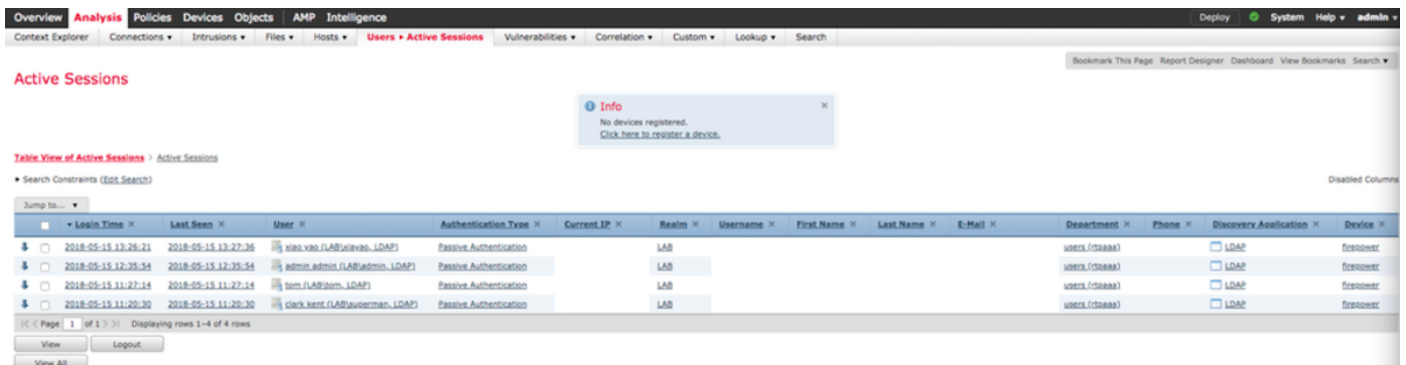 Overview Analysis Policies Devices Objects AMP Intelligence Deploy System Help admin
Context Explorer Connections Intrusions Files Hosts Users Active Sessions Vulnerabilities Correlation Custom Lookup Search
Bookmark This Page Report Designer Dashboard View Bookmarks Search
Active Sessions
Info
No devices registered.
Click here to register a device.
Table View of Active Sessions > Active Sessions
Search Constraints (Edit Search) Disabled Columns
Jump to...
Login Time Last Seen User Authentication Type Current IP Realm Username First Name Last Name E-Mail Department Phone Discovery Application Device
2018-05-15 13:26:21 2018-05-15 13:27:36 xiao yao (LAB\xiayao, LDAP) Passive Authentication LAB users (rtpaaa) LDAP firepower
2018-05-15 12:35:54 2018-05-15 12:35:54 admin admin (LAB\admin, LDAP) Passive Authentication LAB users (rtpaaa) LDAP firepower
2018-05-15 11:27:14 2018-05-15 11:27:14 tom (LAB\tom, LDAP) Passive Authentication LAB users (rtpaaa) LDAP firepower
2018-05-15 11:20:30 2018-05-15 11:20:30 clark kent (LAB\superman, LDAP) Passive Authentication LAB users (rtpaaa) LDAP firepower
|< < Page 1 of 1 > >| Displaying rows 1–4 of 4 rows
View Logout
View All